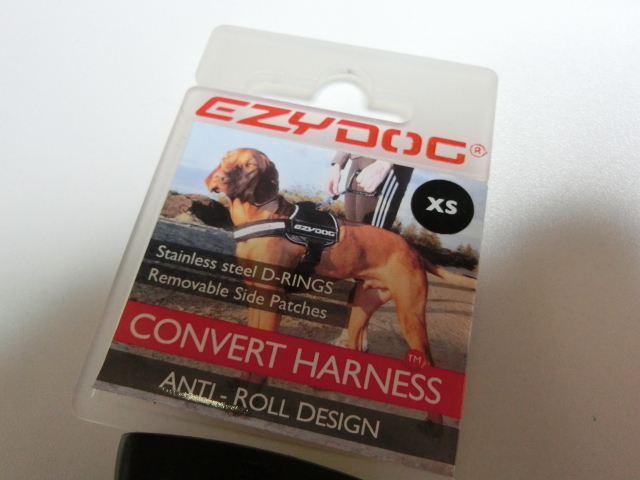 EZYDOG®
XS
EZYDOG
Stainless steel D-RINGS
Removable Side Patches
CONVERT HARNESS™
ANTI - ROLL DESIGN